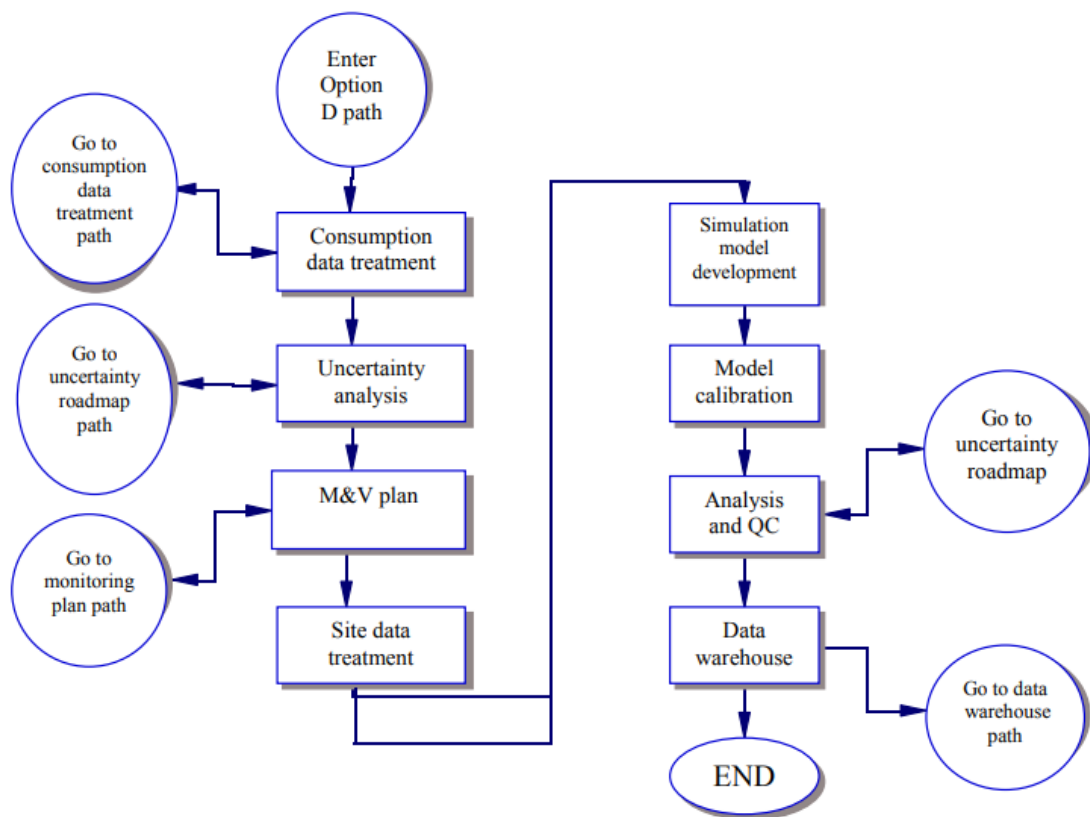 Enter
Option
D path
Go to
consumption
data
treatment
path
Consumption
data treatment
Go to
uncertainty
roadmap
path
Uncertainty
analysis
M&V plan
Go to
monitoring
plan path
Site data
treatment
Simulation
model
development
Model
calibration
Go to
uncertainty
roadmap
Analysis
and QC
Data
warehouse
Go to data
warehouse
path
END